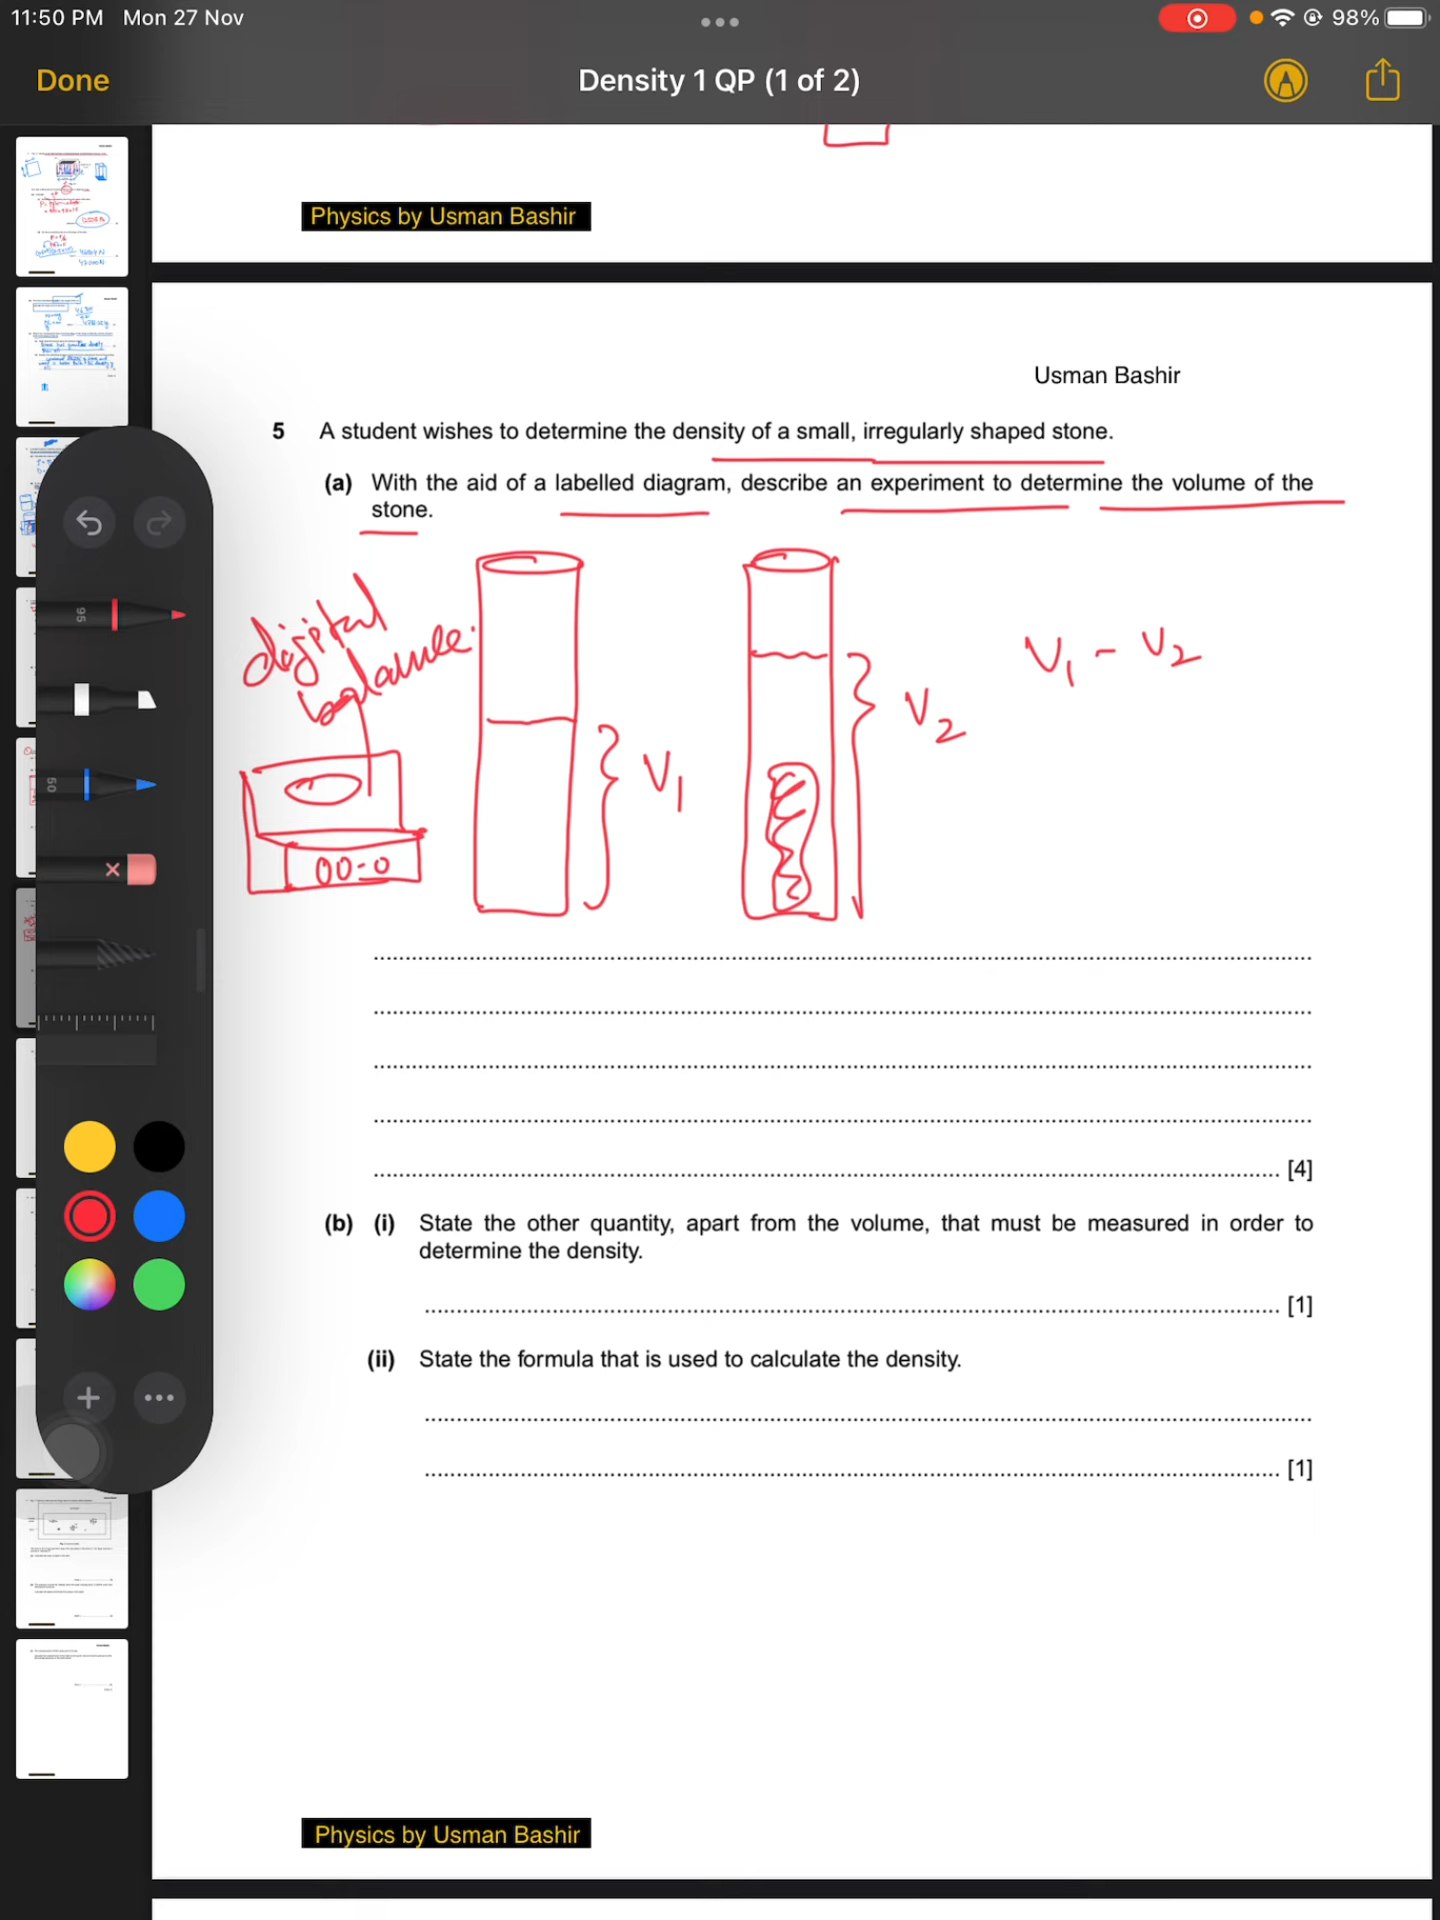 11:50 PM Mon 27 Nov
98%
Done
Density 1 QP (1 of 2)
Physics by Usman Bashir
Usman Bashir
5 A student wishes to determine the density of a small, irregularly shaped stone.
(a) With the aid of a labelled diagram, describe an experiment to determine the volume of the
stone.
digital
balance
V1 - V2
V2
V1
00-0
[4]
(b) (i) State the other quantity, apart from the volume, that must be measured in order to
determine the density.
[1]
(ii) State the formula that is used to calculate the density.
[1]
Physics by Usman Bashir
95
50